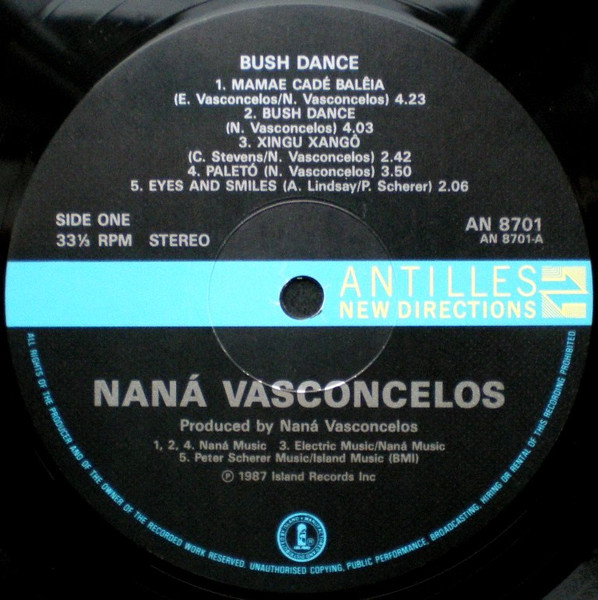 BUSH DANCE
1. MAMAE CADÉ BALÊIA
(E. Vasconcelos/N. Vasconcelos) 4.23
2. BUSH DANCE
(N. Vasconcelos) 4.03
3. XINGU XANGÔ
(C. Stevens/N. Vasconcelos) 2.42
4. PALETÓ (N. Vasconcelos) 3.50
5. EYES AND SMILES (A. Lindsay/P. Scherer) 2.06
SIDE ONE
33⅓ RPM STEREO
AN 8701
AN 8701-A
ANTILLES
NEW DIRECTIONS
NANÁ VASCONCELOS
Produced by Naná Vasconcelos
1, 2, 4. Naná Music 3. Electric Music/Naná Music
5. Peter Scherer Music/Island Music (BMI)
℗ 1987 Island Records Inc
ALL RIGHTS OF THE PRODUCER AND OF THE OWNER OF THE RECORDED WORK RESERVED. UNAUTHORISED COPYING, PUBLIC PERFORMANCE, BROADCASTING, HIRING OR RENTAL OF THIS RECORDING PROHIBITED.